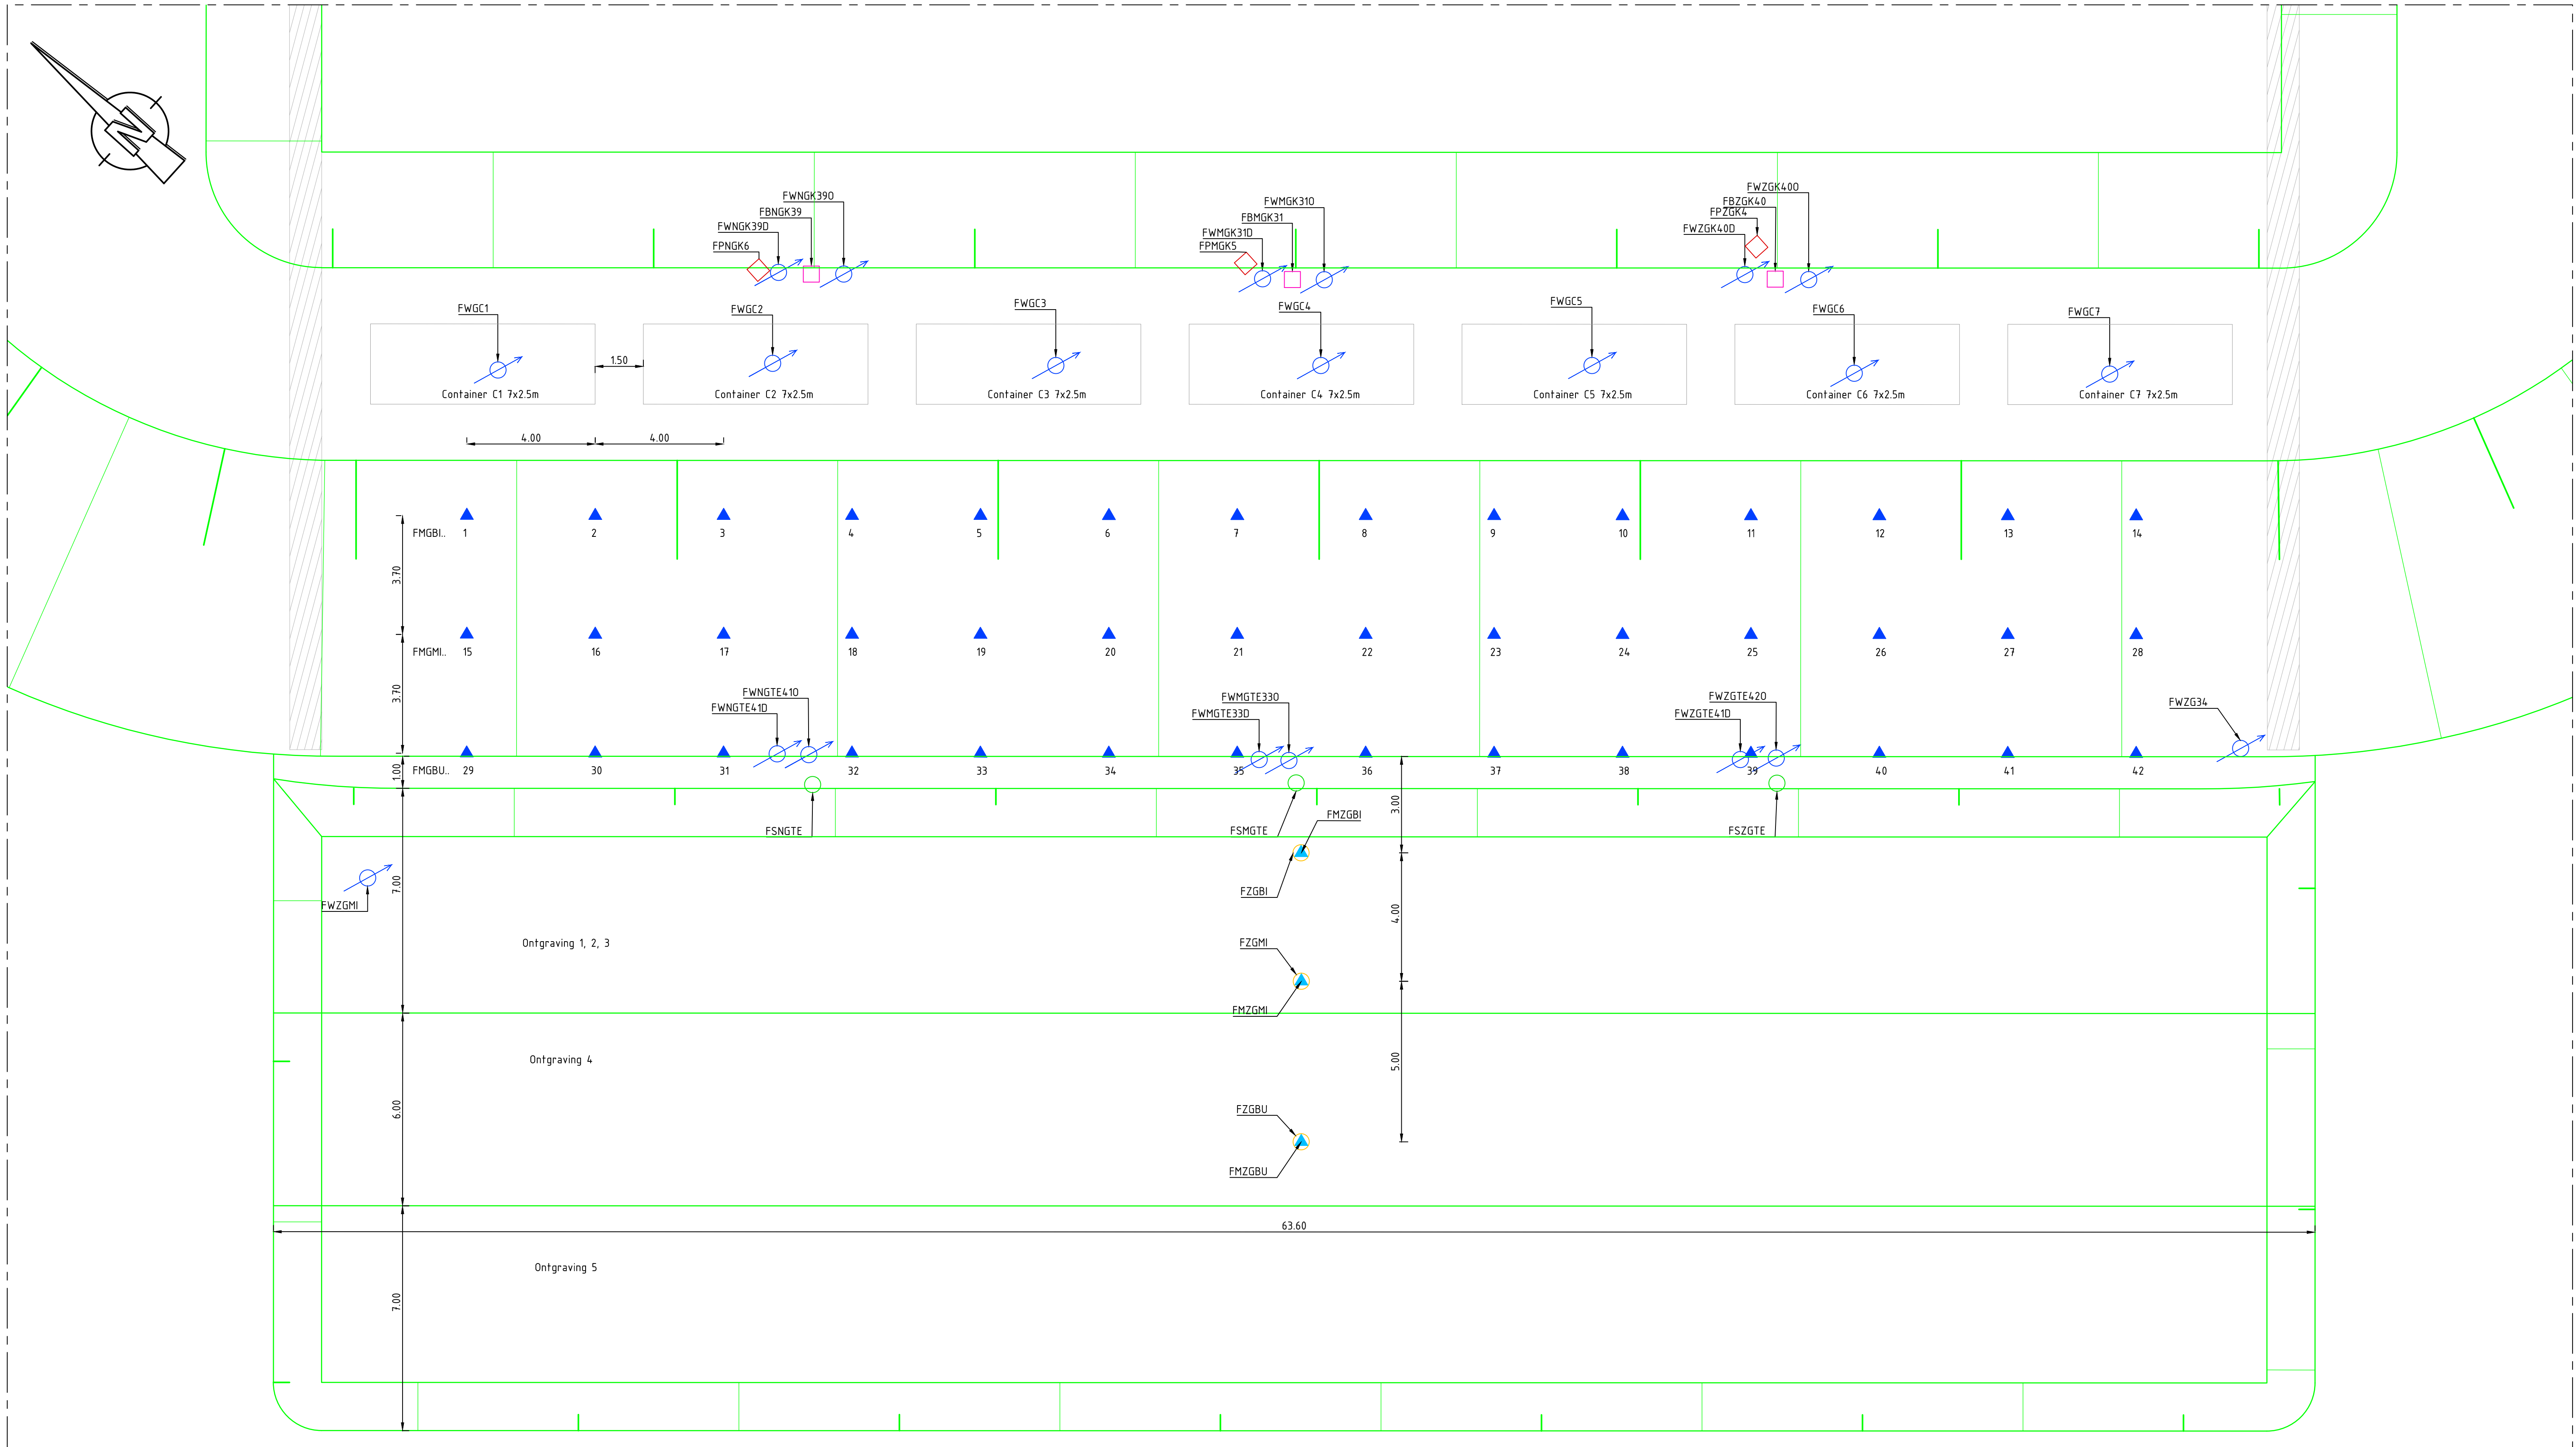 N
FWZGK400
FWNGK390
FBZGK40
FWMGK310
FBNGK39
FPZGK4
FBMGK31
FWNGK39D
FWZGK40D
FWMGK31D
FPNGK6
FPMGK5
FWGC1
FWGC2
FWGC3
FWGC4
FWGC5
FWGC6
FWGC7
1.50
Container C1 7x2.5m
Container C2 7x2.5m
Container C3 7x2.5m
Container C4 7x2.5m
Container C5 7x2.5m
Container C6 7x2.5m
Container C7 7x2.5m
4.00
4.00
FMGBI.. 1 2 3 4 5 6 7 8 9 10 11 12 13 14
3.70
FMGMI.. 15 16 17 18 19 20 21 22 23 24 25 26 27 28
3.70
FWNGTE410
FWNGTE41D
FWMGTE330
FWMGTE33D
FWZGTE420
FWZGTE41D
FWZG34
FMGBU.. 29 30 31 32 33 34 35 36 37 38 39 40 41 42
1.00
3.00
FMZGBI
FSNGTE
FSMGTE
FSZGTE
7.00
FZGBI
FWZGMI
4.00
Ontgraving 1, 2, 3
FZGMI
FMZGMI
Ontgraving 4
5.00
6.00
FZGBU
FMZGBU
63.60
Ontgraving 5
7.00